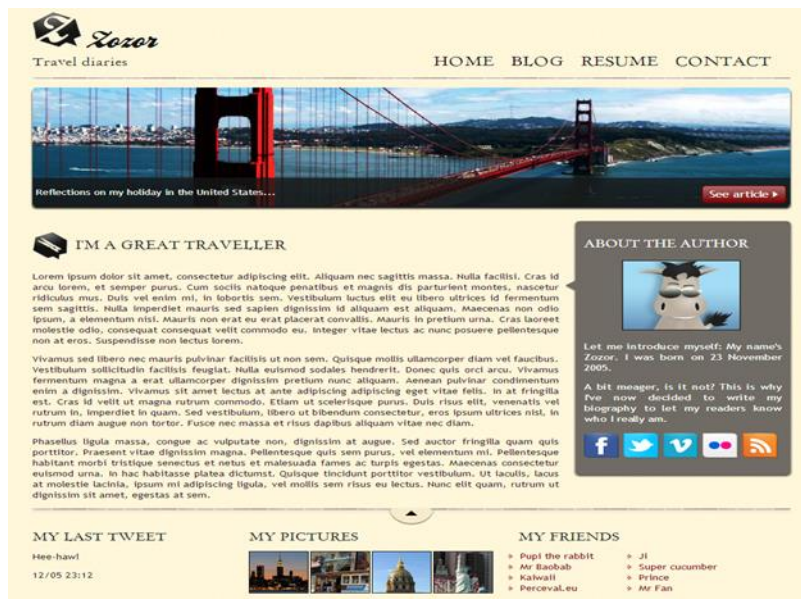 Zozor
Travel diaries
HOME BLOG RESUME CONTACT
Reflections on my holiday in the United States...
See article
I'M A GREAT TRAVELLER
Lorem ipsum dolor sit amet, consectetur adipiscing elit. Aliquam nec sagittis massa. Nulla facilisi. Cras id
arcu lorem, et semper purus. Cum sociis natoque penatibus et magnis dis parturient montes, nascetur
ridiculus mus. Duis vel enim mi, in lobortis sem. Vestibulum luctus elit eu libero ultrices id fermentum
sem sagittis. Nulla imperdiet mauris sed sapien dignissim id aliquam est aliquam. Maecenas non odio
ipsum, a elementum nisi. Mauris non erat eu erat placerat convallis. Mauris in pretium urna. Cras laoreet
molestie odio, consequat consequat velit commodo eu. Integer vitae lectus ac nunc posuere pellentesque
non at eros. Suspendisse non lectus lorem.
Vivamus sed libero nec mauris pulvinar facilisis ut non sem. Quisque mollis ullamcorper diam vel faucibus.
Vestibulum sollicitudin facilisis feugiat. Nulla euismod sodales hendrerit. Donec quis orci arcu. Vivamus
fermentum magna a erat ullamcorper dignissim pretium nunc aliquam. Aenean pulvinar condimentum
enim a dignissim. Vivamus sit amet lectus at ante adipiscing adipiscing eget vitae felis. In at fringilla
est. Cras id velit ut magna rutrum commodo. Etiam ut scelerisque purus. Duis risus elit, venenatis vel
rutrum in, imperdiet in quam. Sed vestibulum, libero ut bibendum consectetur, eros ipsum ultrices nisl, in
rutrum diam augue non tortor. Fusce nec massa et risus dapibus aliquam vitae nec diam.
Phasellus ligula massa, congue ac vulputate non, dignissim at augue. Sed auctor fringilla quam quis
porttitor. Praesent vitae dignissim magna. Pellentesque quis sem purus, vel elementum mi. Pellentesque
habitant morbi tristique senectus et netus et malesuada fames ac turpis egestas. Maecenas consectetur
euismod urna. In hac habitasse platea dictumst. Quisque tincidunt porttitor vestibulum. Ut iaculis, lacus
at molestie lacinia, ipsum mi adipiscing ligula, vel mollis sem risus eu lectus. Nunc elit quam, rutrum ut
dignissim sit amet, egestas at sem.
ABOUT THE AUTHOR
Let me introduce myself: My name's
Zozor. I was born on 23 November
2005.
A bit meager, is it not? This is why
I've now decided to write my
biography to let my readers know
who I really am.
MY LAST TWEET
Hee-haw!
12/05 23:12
MY PICTURES
MY FRIENDS
Pupi the rabbit
Mr Baobab
Kaiwaii
Perceval.eu
Ji
Super cucumber
Prince
Mr Fan